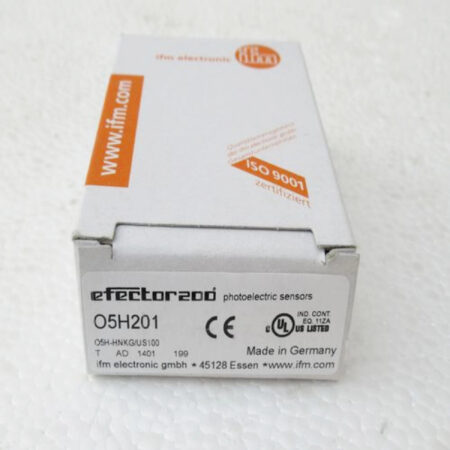 ifm electronic
ifm
www.ifm.com
ISO 9001
zertifiziert
efector200 photoelectric sensors
O5H201
O5H-HNKG/US100
T AD 1401 199
CE
UL
IND. CONT.
EQ. 11ZA
US LISTED
Made in Germany
ifm electronic gmbh • 45128 Essen • www.ifm.com